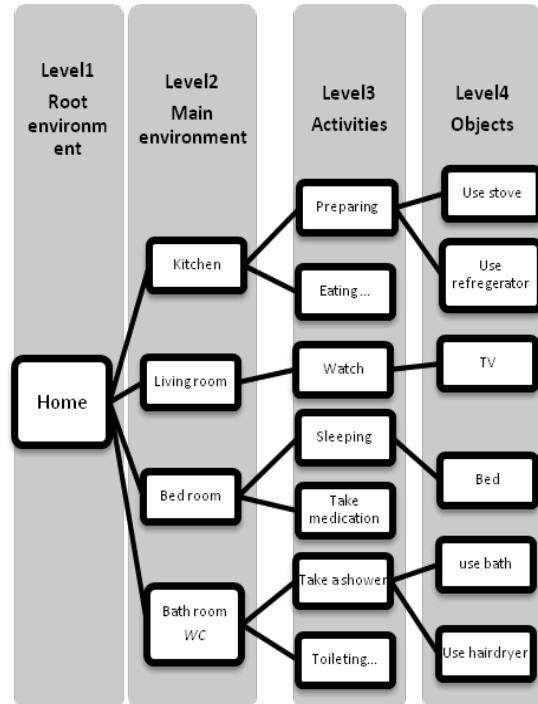 Level1
Root
environm
ent
Level2
Main
environment
Level3
Activities
Level4
Objects
Home
Kitchen
Living room
Bed room
Bath room
WC
Preparing
Eating ...
Watch
Sleeping
Take
medication
Take a shower
Toileting...
Use stove
Use
refregerator
TV
Bed
use bath
Use hairdryer